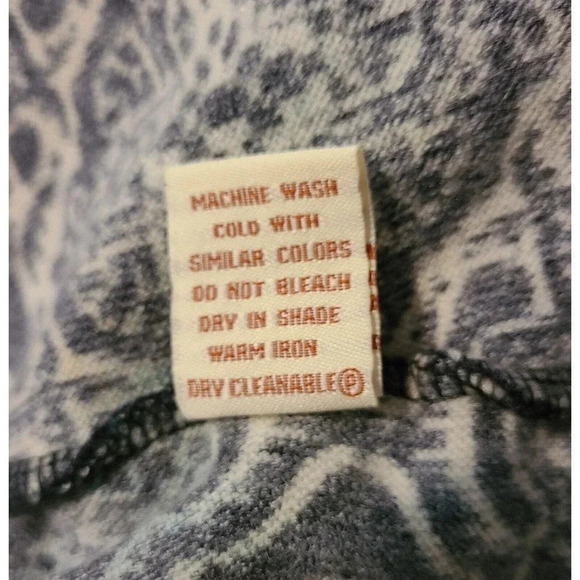 MACHINE WASH
COLD WITH
SIMILAR COLORS
DO NOT BLEACH
DRY IN SHADE
WARM IRON
DRY CLEANABLE Ⓟ